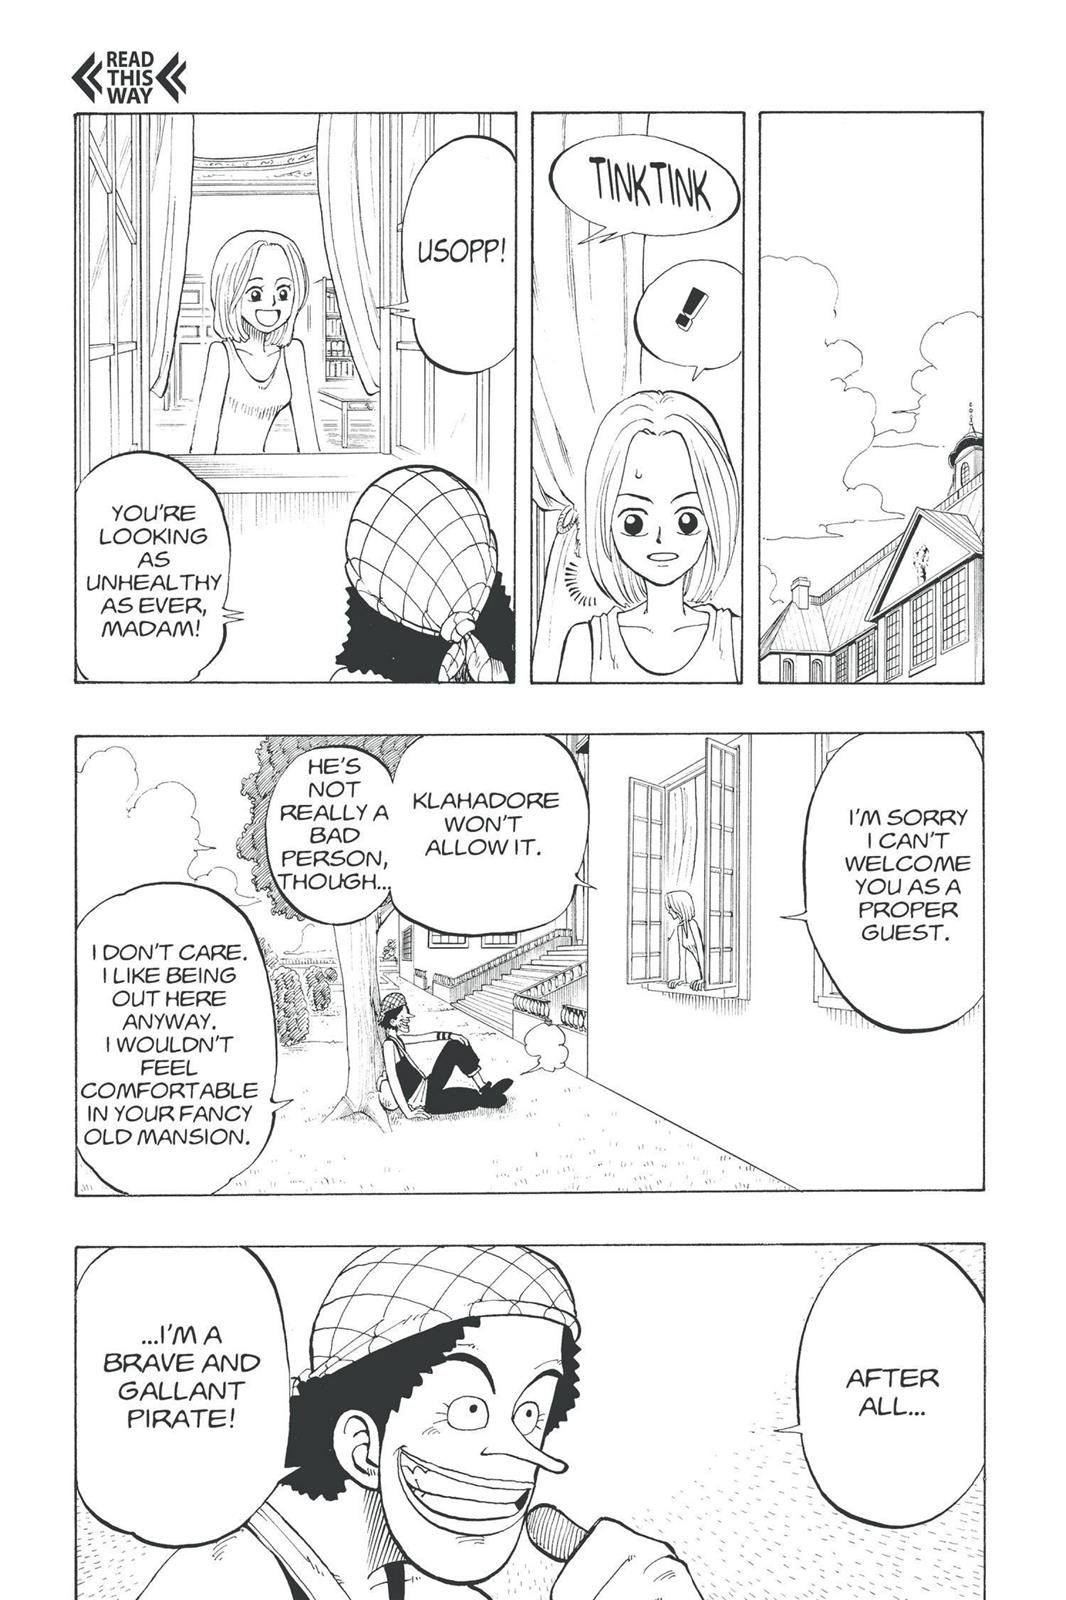 READ
THIS
WAY
TINK TINK
!
USOPP!
YOU'RE
LOOKING
AS
UNHEALTHY
AS EVER,
MADAM!
I'M SORRY
I CAN'T
WELCOME
YOU AS A
PROPER
GUEST.
KLAHADORE
WON'T
ALLOW IT.
HE'S
NOT
REALLY A
BAD
PERSON,
THOUGH...
I DON'T CARE.
I LIKE BEING
OUT HERE
ANYWAY.
I WOULDN'T
FEEL
COMFORTABLE
IN YOUR FANCY
OLD MANSION.
AFTER
ALL...
...I'M A
BRAVE AND
GALLANT
PIRATE!